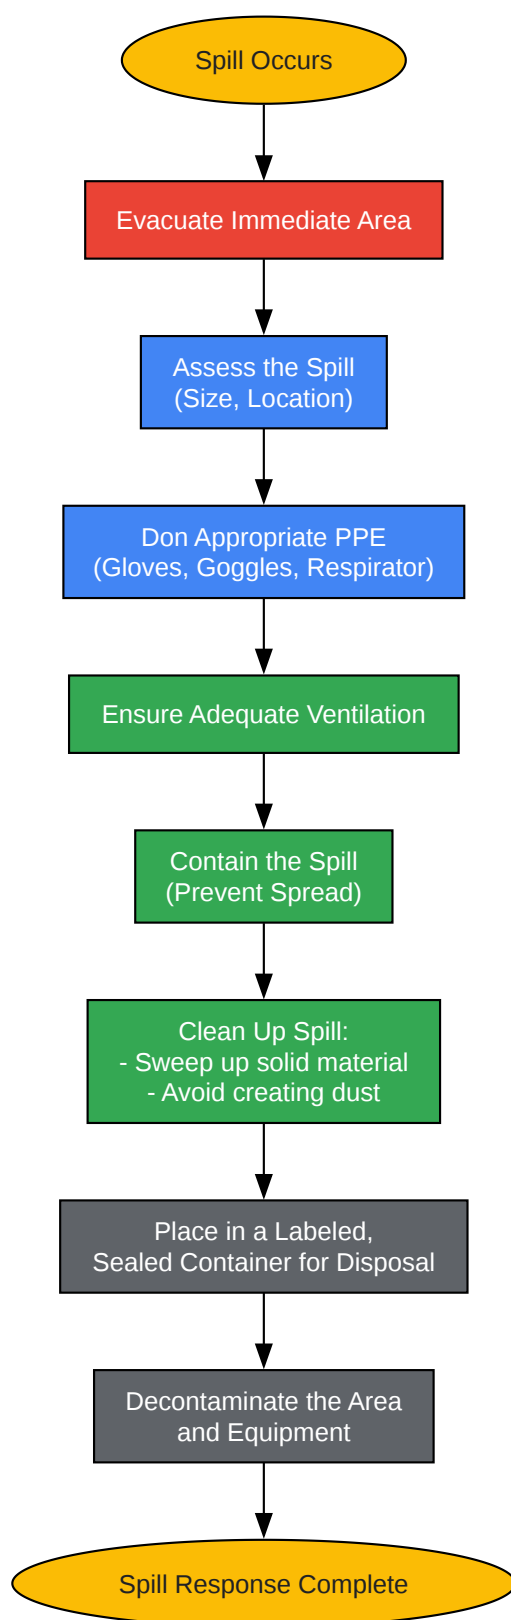 Spill Occurs
Evacuate Immediate Area
Assess the Spill
(Size, Location)
Don Appropriate PPE
(Gloves, Goggles, Respirator)
Ensure Adequate Ventilation
Contain the Spill
(Prevent Spread)
Clean Up Spill:
- Sweep up solid material
- Avoid creating dust
Place in a Labeled,
Sealed Container for Disposal
Decontaminate the Area
and Equipment
Spill Response Complete